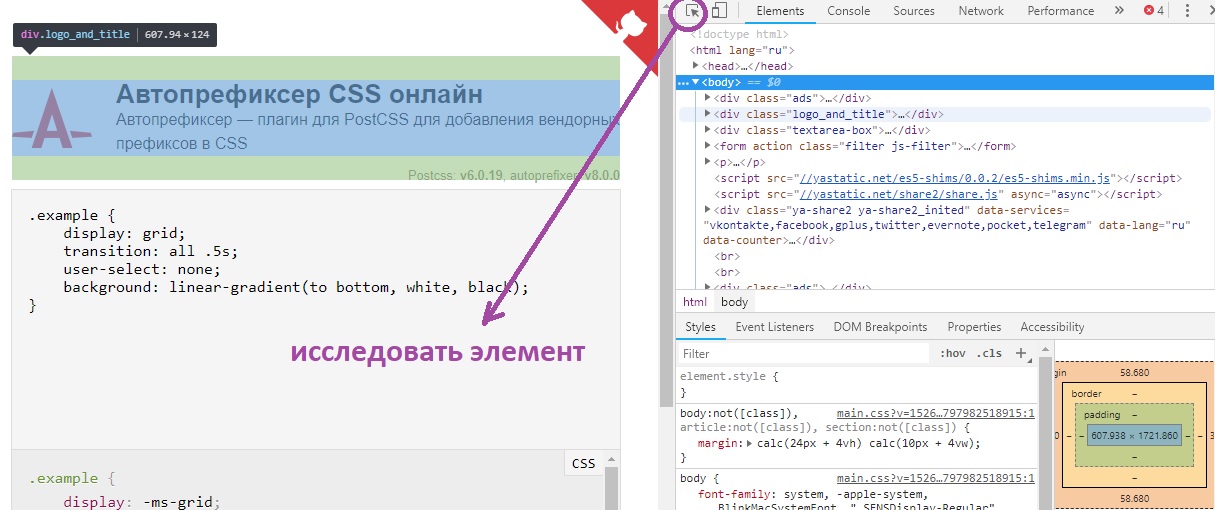 div.logo_and_title 607.94 × 124
Автопрефиксер CSS онлайн
Автопрефиксер — плагин для PostCSS для добавления вендорных
префиксов в CSS
Postcss: v6.0.19, autoprefixer: v8.0.0
.example {
display: grid;
transition: all .5s;
user-select: none;
background: linear-gradient(to bottom, white, black);
}
исследовать элемент
CSS
.example {
display: -ms-grid;
Elements Console Sources Network Performance » 4
<!doctype html>
<html lang="ru">
<head>…</head>
…<body> == $0
<div class="ads">…</div>
<div class="logo_and_title">…</div>
<div class="textarea-box">…</div>
<form action class="filter js-filter">…</form>
<p>…</p>
<script src="//yastatic.net/es5-shims/0.0.2/es5-shims.min.js"></script>
<script src="//yastatic.net/share2/share.js" async="async"></script>
<div class="ya-share2 ya-share2_inited" data-services=
"vkontakte,facebook,gplus,twitter,evernote,pocket,telegram" data-lang="ru"
data-counter>…</div>
<br>
<br>
<div class="ads">…</div>
html body
Styles Event Listeners DOM Breakpoints Properties Accessibility
Filter :hov .cls +
element.style {
}
body:not([class]), main.css?v=1526…797982518915:1
article:not([class]), section:not([class]) {
margin: calc(24px + 4vh) calc(10px + 4vw);
}
body { main.css?v=1526…797982518915:1
font-family: system, -apple-system,
BlinkMacSystemFont, ".SFNSDisplay-Regular"
58.680
border –
padding –
– – 607.938 × 1721.860 – –
–
–
58.680